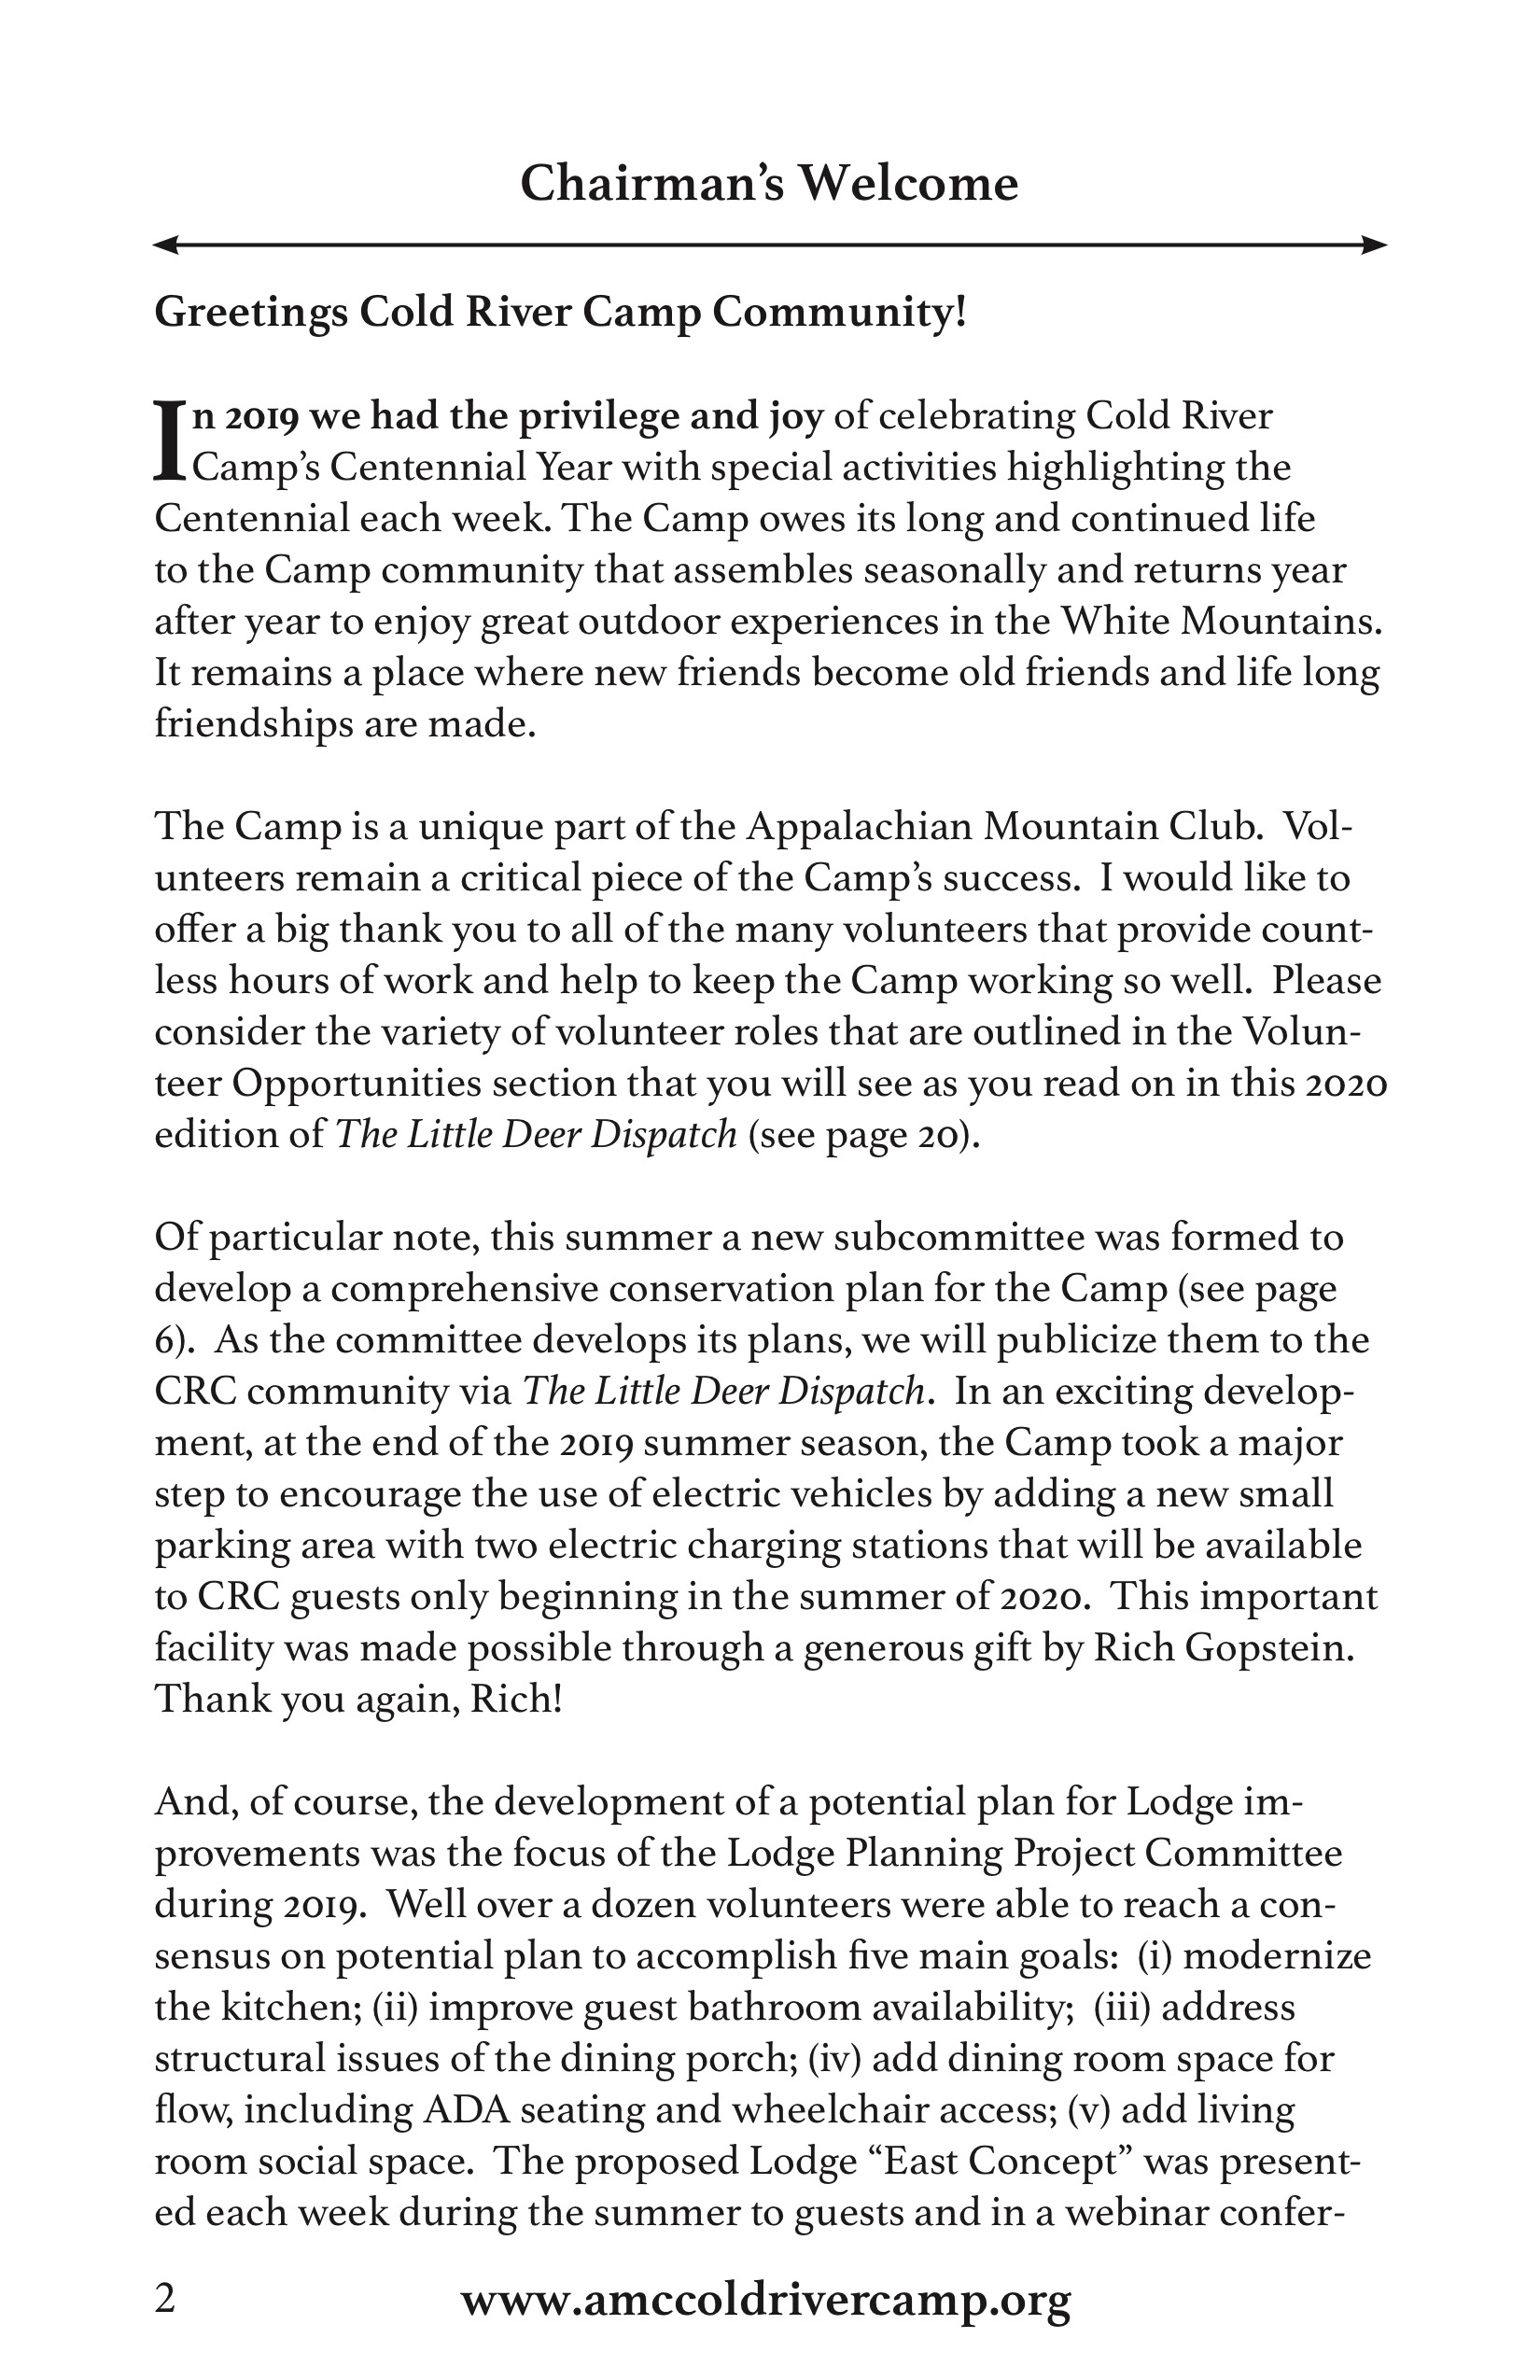 Chairman’s Welcome
Greetings Cold River Camp Community!
In 2019 we had the privilege and joy of celebrating Cold River
Camp’s Centennial Year with special activities highlighting the
Centennial each week. The Camp owes its long and continued life
to the Camp community that assembles seasonally and returns year
after year to enjoy great outdoor experiences in the White Mountains.
It remains a place where new friends become old friends and life long
friendships are made.
The Camp is a unique part of the Appalachian Mountain Club.  Vol-
unteers remain a critical piece of the Camp’s success.  I would like to
offer a big thank you to all of the many volunteers that provide count-
less hours of work and help to keep the Camp working so well.  Please
consider the variety of volunteer roles that are outlined in the Volun-
teer Opportunities section that you will see as you read on in this 2020
edition of The Little Deer Dispatch (see page 20).
Of particular note, this summer a new subcommittee was formed to
develop a comprehensive conservation plan for the Camp (see page
6).  As the committee develops its plans, we will publicize them to the
CRC community via The Little Deer Dispatch.  In an exciting develop-
ment, at the end of the 2019 summer season, the Camp took a major
step to encourage the use of electric vehicles by adding a new small
parking area with two electric charging stations that will be available
to CRC guests only beginning in the summer of 2020.  This important
facility was made possible through a generous gift by Rich Gopstein.
Thank you again, Rich!
And, of course, the development of a potential plan for Lodge im-
provements was the focus of the Lodge Planning Project Committee
during 2019.  Well over a dozen volunteers were able to reach a con-
sensus on potential plan to accomplish five main goals:  (i) modernize
the kitchen; (ii) improve guest bathroom availability;  (iii) address
structural issues of the dining porch; (iv) add dining room space for
flow, including ADA seating and wheelchair access; (v) add living
room social space.  The proposed Lodge “East Concept” was present-
ed each week during the summer to guests and in a webinar confer-
2 www.amccoldrivercamp.org